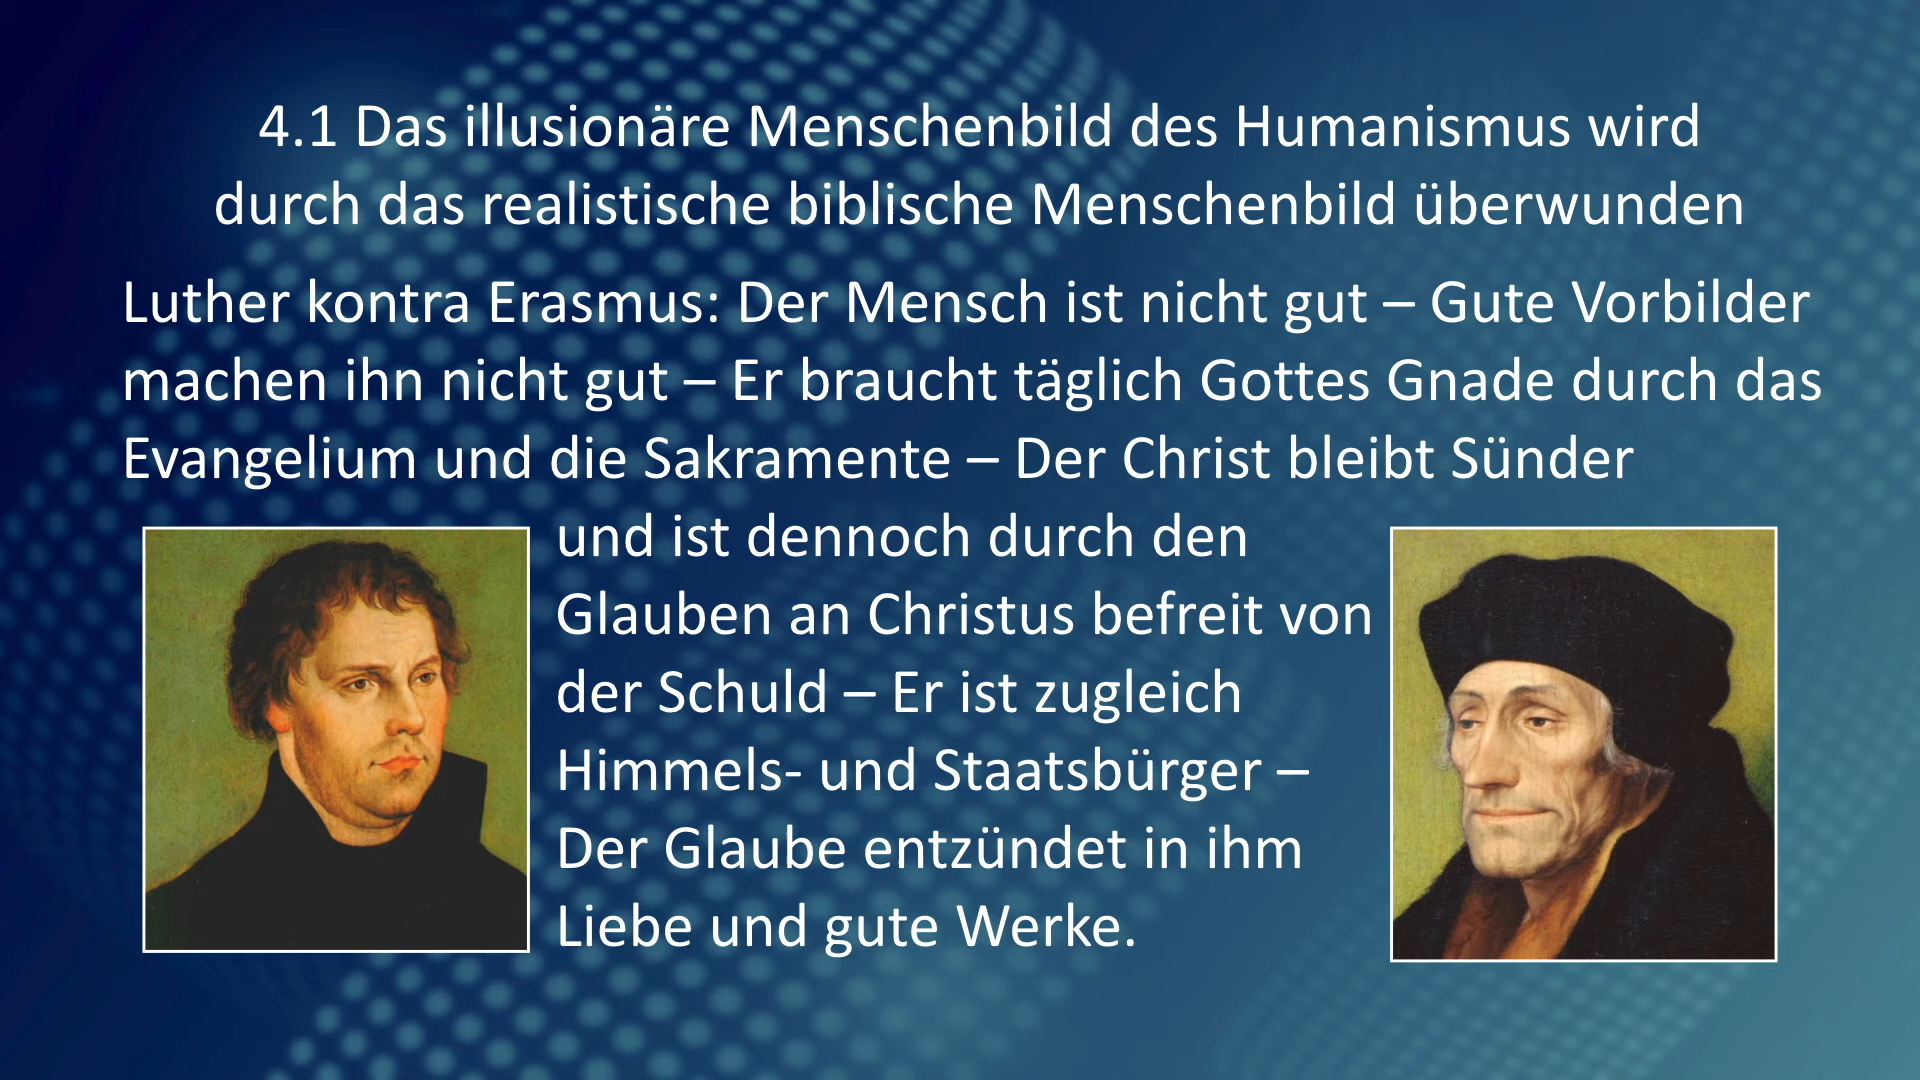 4.1 Das illusionäre Menschenbild des Humanismus wird
durch das realistische biblische Menschenbild überwunden
Luther kontra Erasmus: Der Mensch ist nicht gut – Gute Vorbilder
machen ihn nicht gut – Er braucht täglich Gottes Gnade durch das
Evangelium und die Sakramente – Der Christ bleibt Sünder
und ist dennoch durch den
Glauben an Christus befreit von
der Schuld – Er ist zugleich
Himmels- und Staatsbürger –
Der Glaube entzündet in ihm
Liebe und gute Werke.